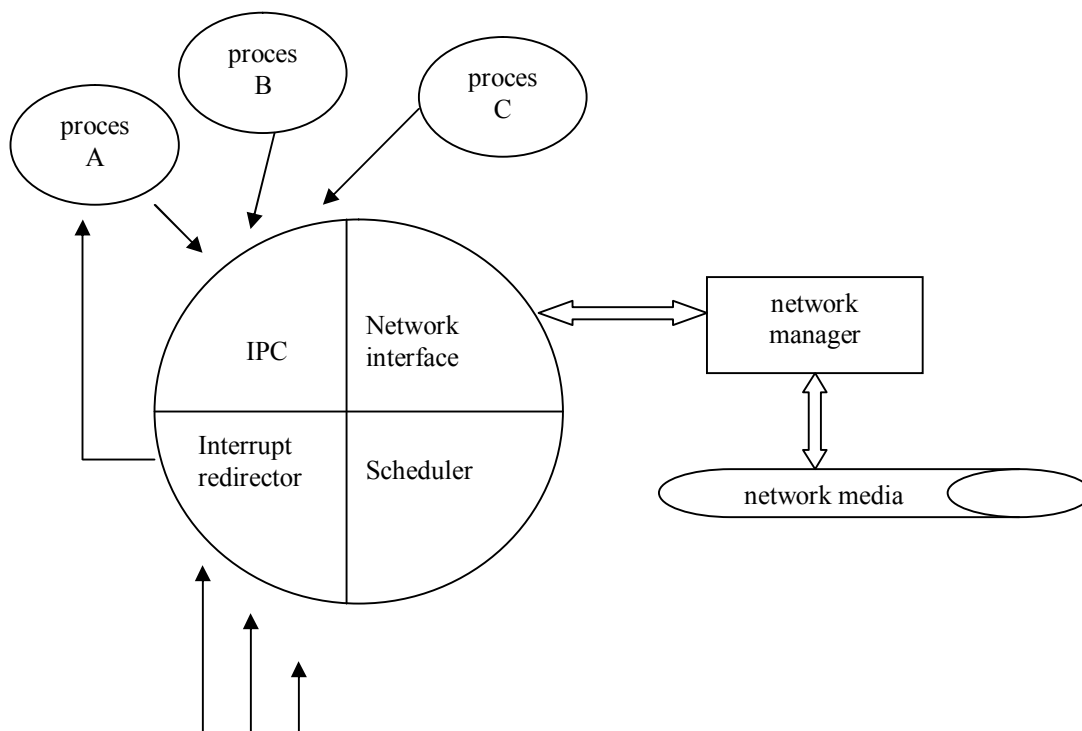 proces
A
proces
B
proces
C
IPC
Network
interface
Interrupt
redirector
Scheduler
network
manager
network media